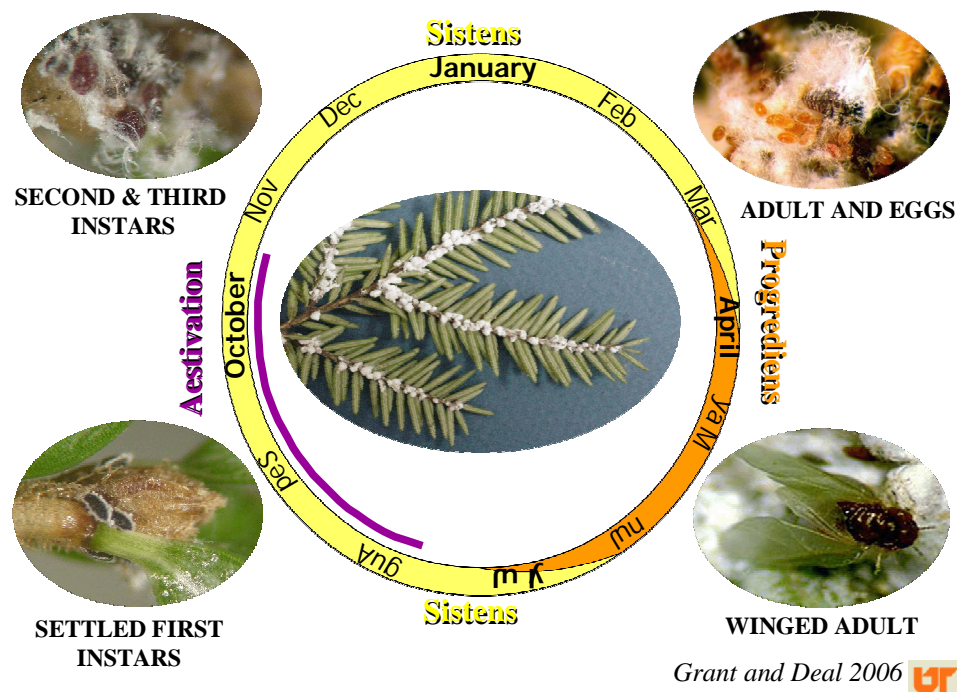 Sistens
January
Feb
Mar
April
May
Jun
Aug
Sep
October
Nov
Dec
Progrediens
Sistens
Aestivation
SECOND & THIRD
INSTARS
ADULT AND EGGS
SETTLED FIRST
INSTARS
WINGED ADULT
Grant and Deal 2006
UT